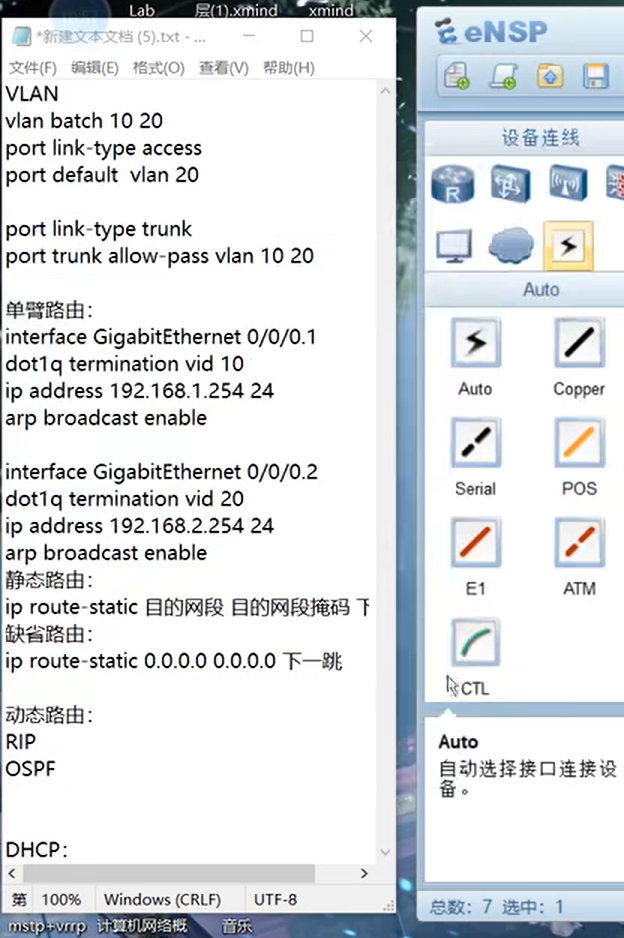 Lab
层(1).xmind
xmind
*新建文本文档 (5).txt - ...
文件(F) 编辑(E) 格式(O) 查看(V) 帮助(H)
VLAN
vlan batch 10 20
port link-type access
port default  vlan 20
port link-type trunk
port trunk allow-pass vlan 10 20
单臂路由：
interface GigabitEthernet 0/0/0.1
dot1q termination vid 10
ip address 192.168.1.254 24
arp broadcast enable
interface GigabitEthernet 0/0/0.2
dot1q termination vid 20
ip address 192.168.2.254 24
arp broadcast enable
静态路由：
ip route-static 目的网段 目的网段掩码 下
缺省路由：
ip route-static 0.0.0.0 0.0.0.0 下一跳
动态路由：
RIP
OSPF
DHCP：
第 100% Windows (CRLF) UTF-8
mstp+vrrp 计算机网络概 音乐
eNSP
设备连线
R
Auto
Auto Copper
Serial POS
E1 ATM
CTL
Auto
自动选择接口连接设
备。
总数：7 选中：1